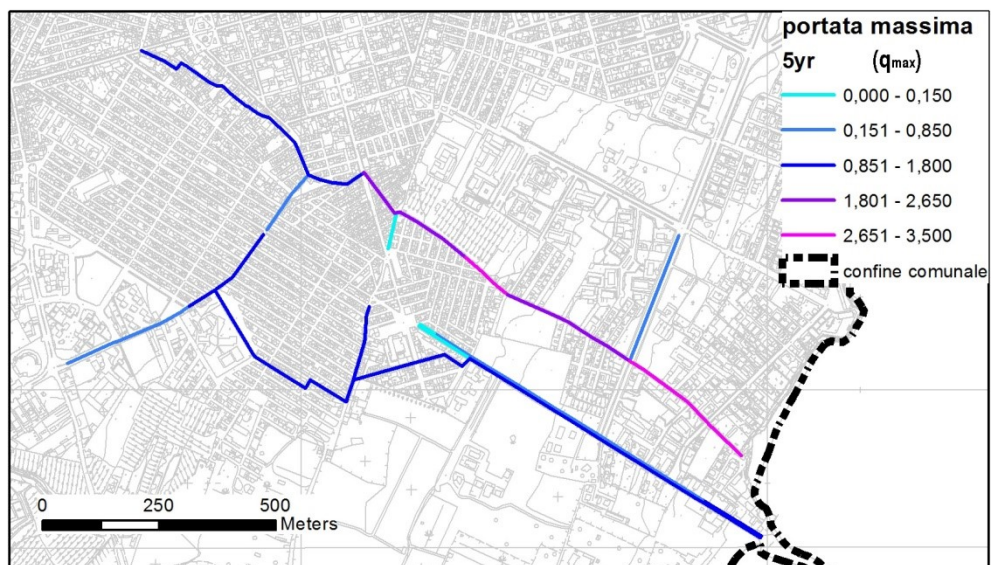 portata massima
5yr (qmax)
0,000 - 0,150
0,151 - 0,850
0,851 - 1,800
1,801 - 2,650
2,651 - 3,500
confine comunale
0 250 500
Meters